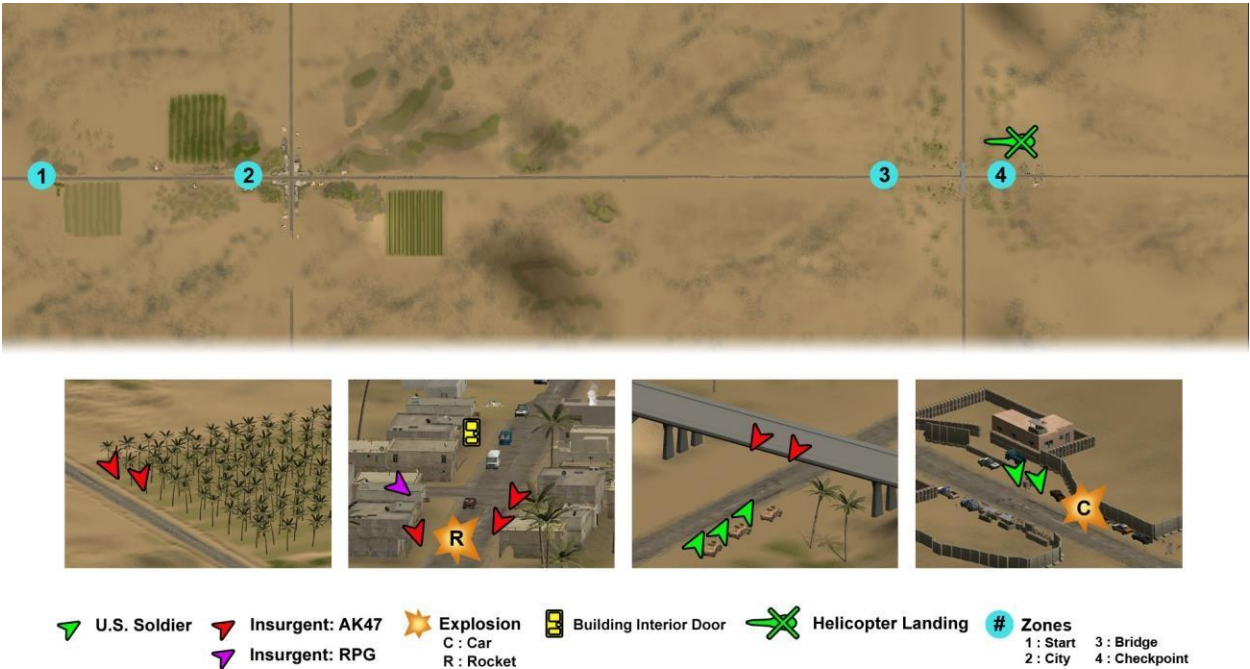 1
2
3
4
R
C
U.S. Soldier
Insurgent: AK47
Insurgent: RPG
Explosion
C : Car
R : Rocket
Building Interior Door
Helicopter Landing
# Zones
1 : Start 3 : Bridge
2 : City 4 : Checkpoint